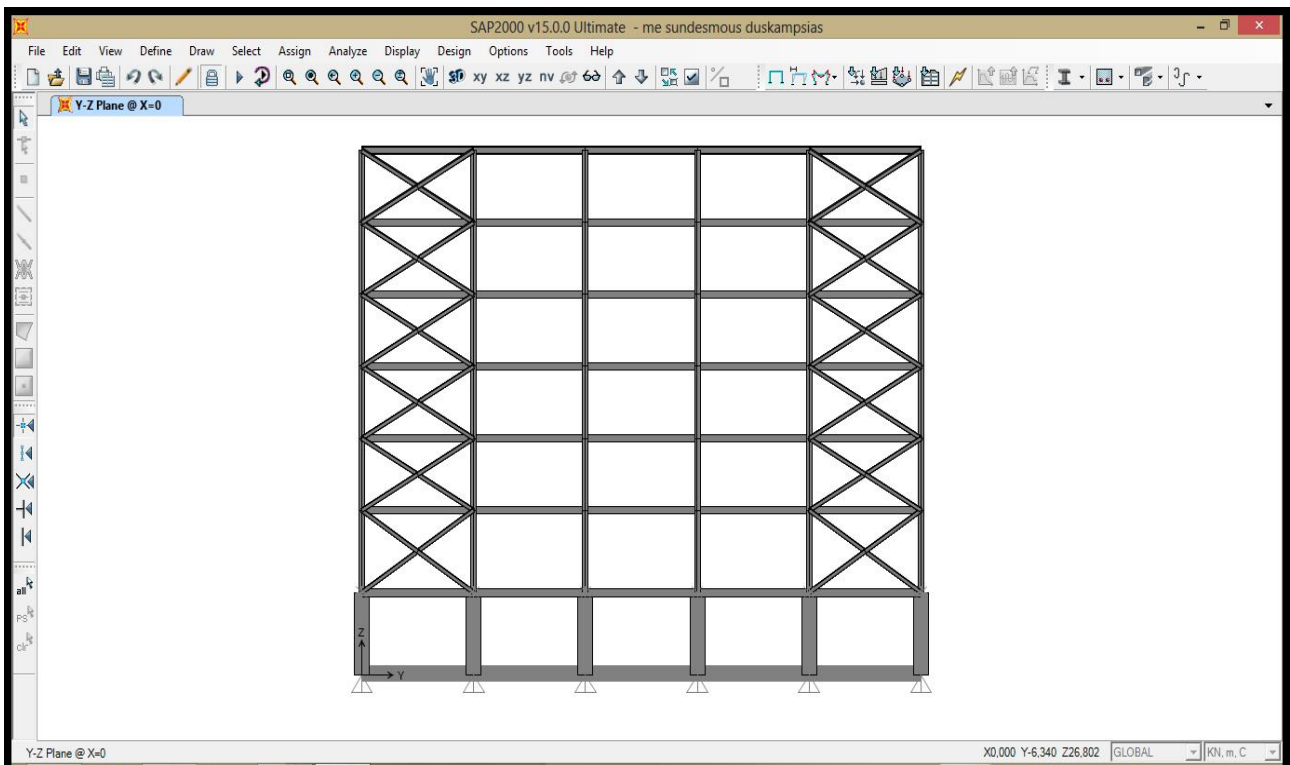 SAP2000 v15.0.0 Ultimate - me sundesmous duskampsias
File Edit View Define Draw Select Assign Analyze Display Design Options Tools Help
3D xy xz yz nv
Y-Z Plane @ X=0
all
PS
clr
Z
Y
Y-Z Plane @ X=0
X0,000 Y-6,340 Z26,802 GLOBAL KN, m, C